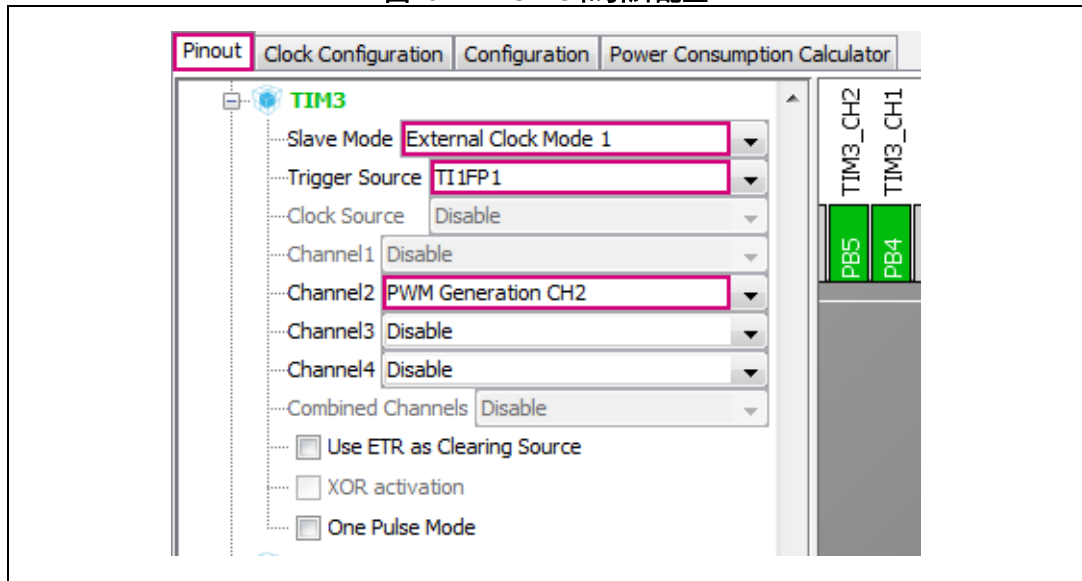 Pinout Clock Configuration Configuration Power Consumption Calculator
TIM3
Slave Mode External Clock Mode 1
Trigger Source TI1FP1
Clock Source Disable
Channel1 Disable
Channel2 PWM Generation CH2
Channel3 Disable
Channel4 Disable
Combined Channels Disable
Use ETR as Clearing Source
XOR activation
One Pulse Mode
TIM3_CH2
TIM3_CH1
PB5
PB4